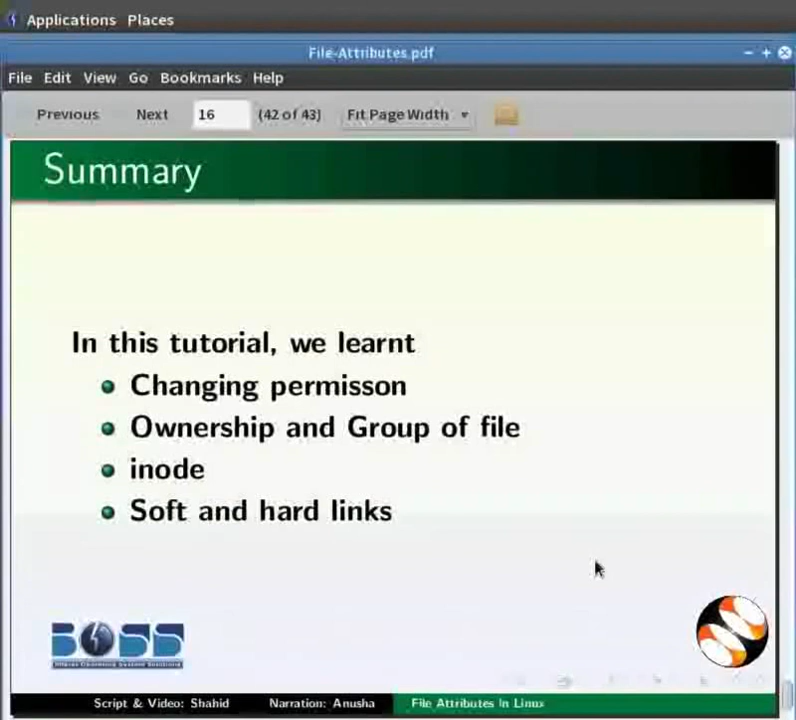 Applications Places
File-Attributes.pdf
File Edit View Go Bookmarks Help
Previous Next 16 (42 of 43) Fit Page Width
Summary
In this tutorial, we learnt
Changing permisson
Ownership and Group of file
inode
Soft and hard links
BOSS
Script & Video: Shahid Narration: Anusha File Attributes In Linux